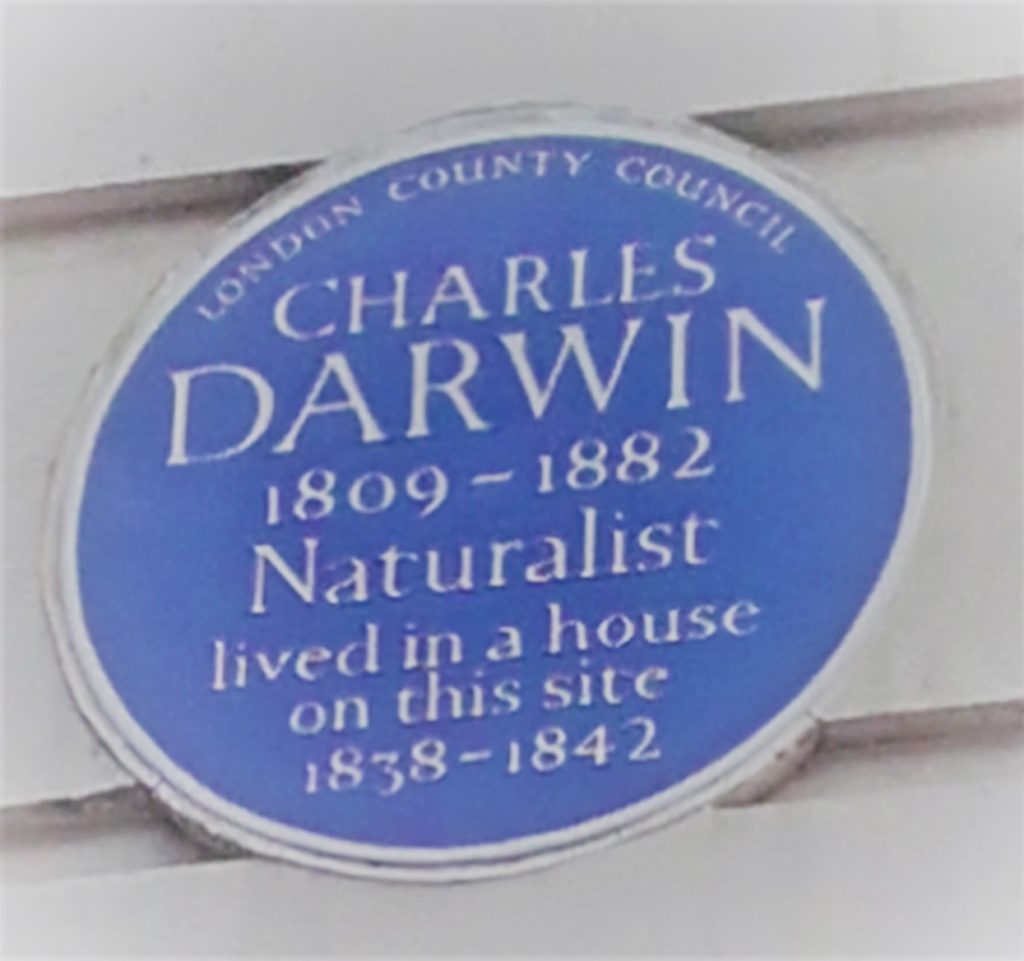 LONDON COUNTY COUNCIL
CHARLES
DARWIN
1809–1882
Naturalist
lived in a house
on this site
1838–1842